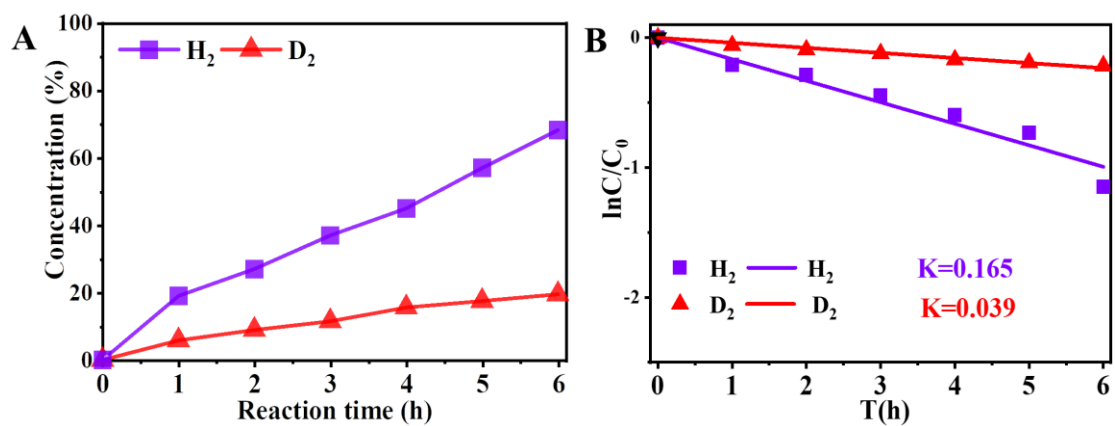 A
H₂ D₂
Concentration (%)
100
80
60
40
20
0
0 1 2 3 4 5 6
Reaction time (h)
B
lnC/C₀
0
-1
-2
H₂ H₂ K=0.165
D₂ D₂ K=0.039
0 1 2 3 4 5 6
T(h)